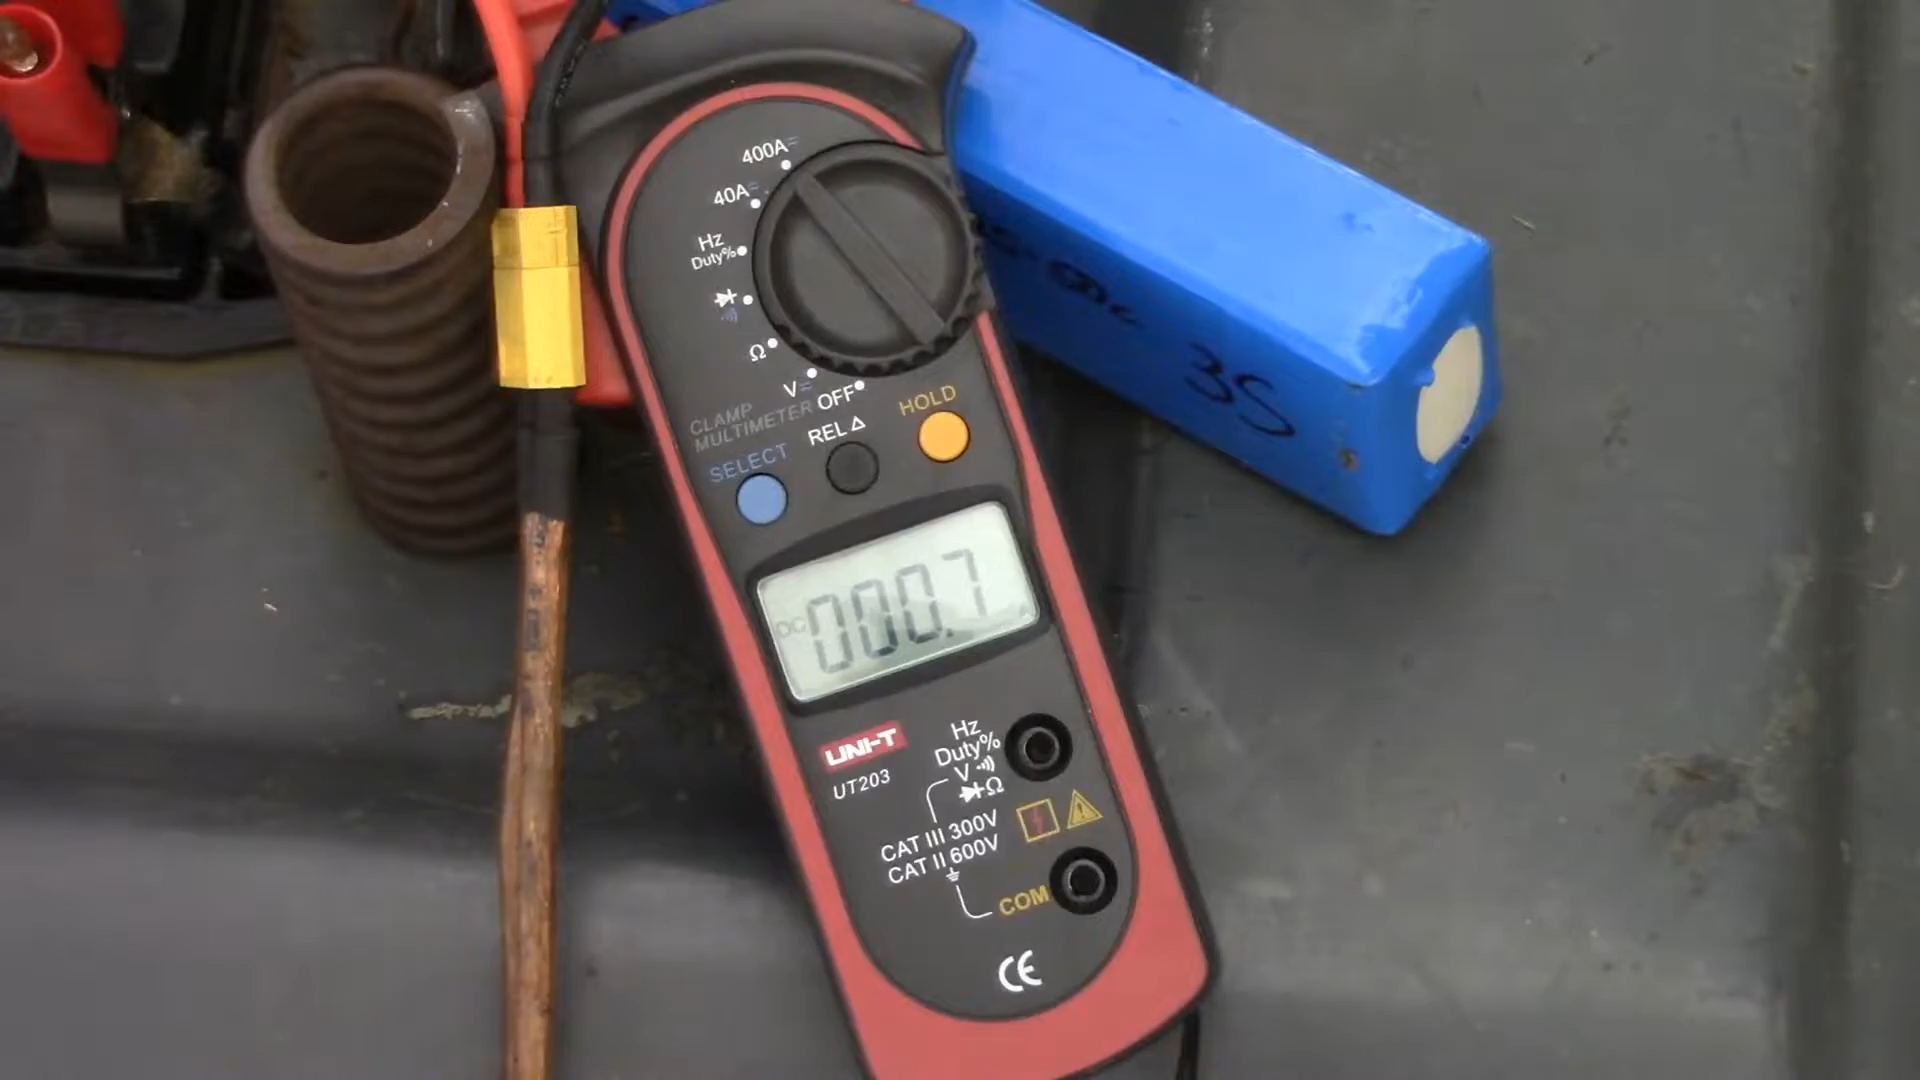 400A
40A
Hz
Duty%
Ω
V
OFF
CLAMP
MULTIMETER
HOLD
REL △
SELECT
3S
DC 000.7
UNI-T
UT203
Hz
Duty%
V
Ω
CAT III 300V
CAT II 600V
COM
CE